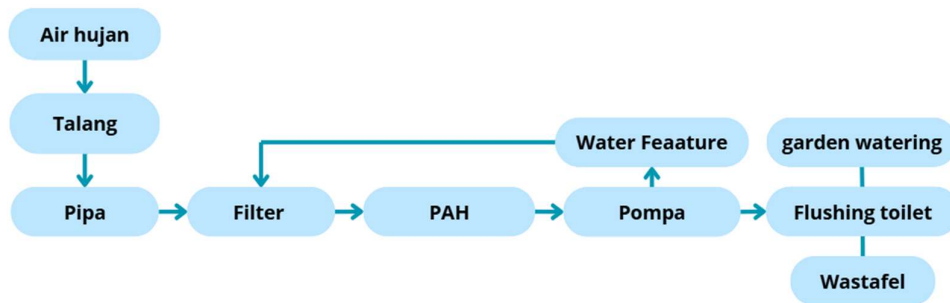 Air hujan
Talang
Water Feaature
garden watering
Pipa
Filter
PAH
Pompa
Flushing toilet
Wastafel